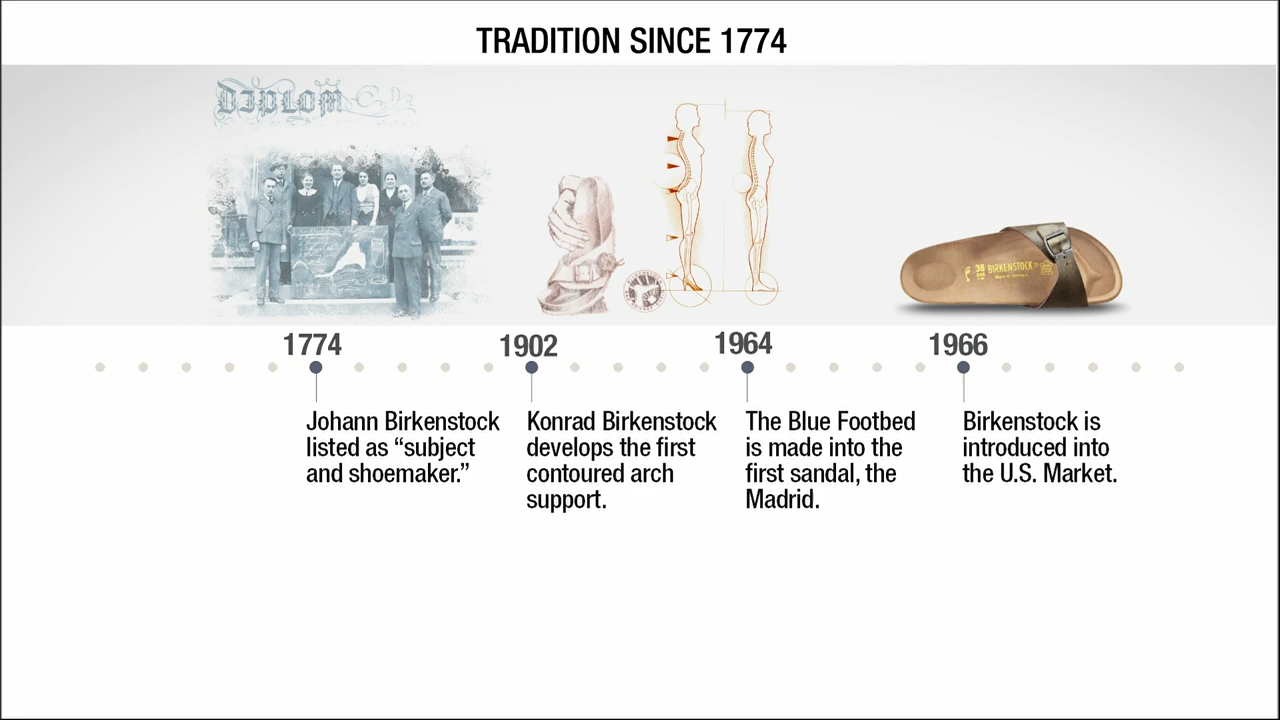 TRADITION SINCE 1774
Diplom
38
BIRKENSTOCK
1774
1902
1964
1966
Johann Birkenstock
listed as “subject
and shoemaker.”
Konrad Birkenstock
develops the first
contoured arch
support.
The Blue Footbed
is made into the
first sandal, the
Madrid.
Birkenstock is
introduced into
the U.S. Market.